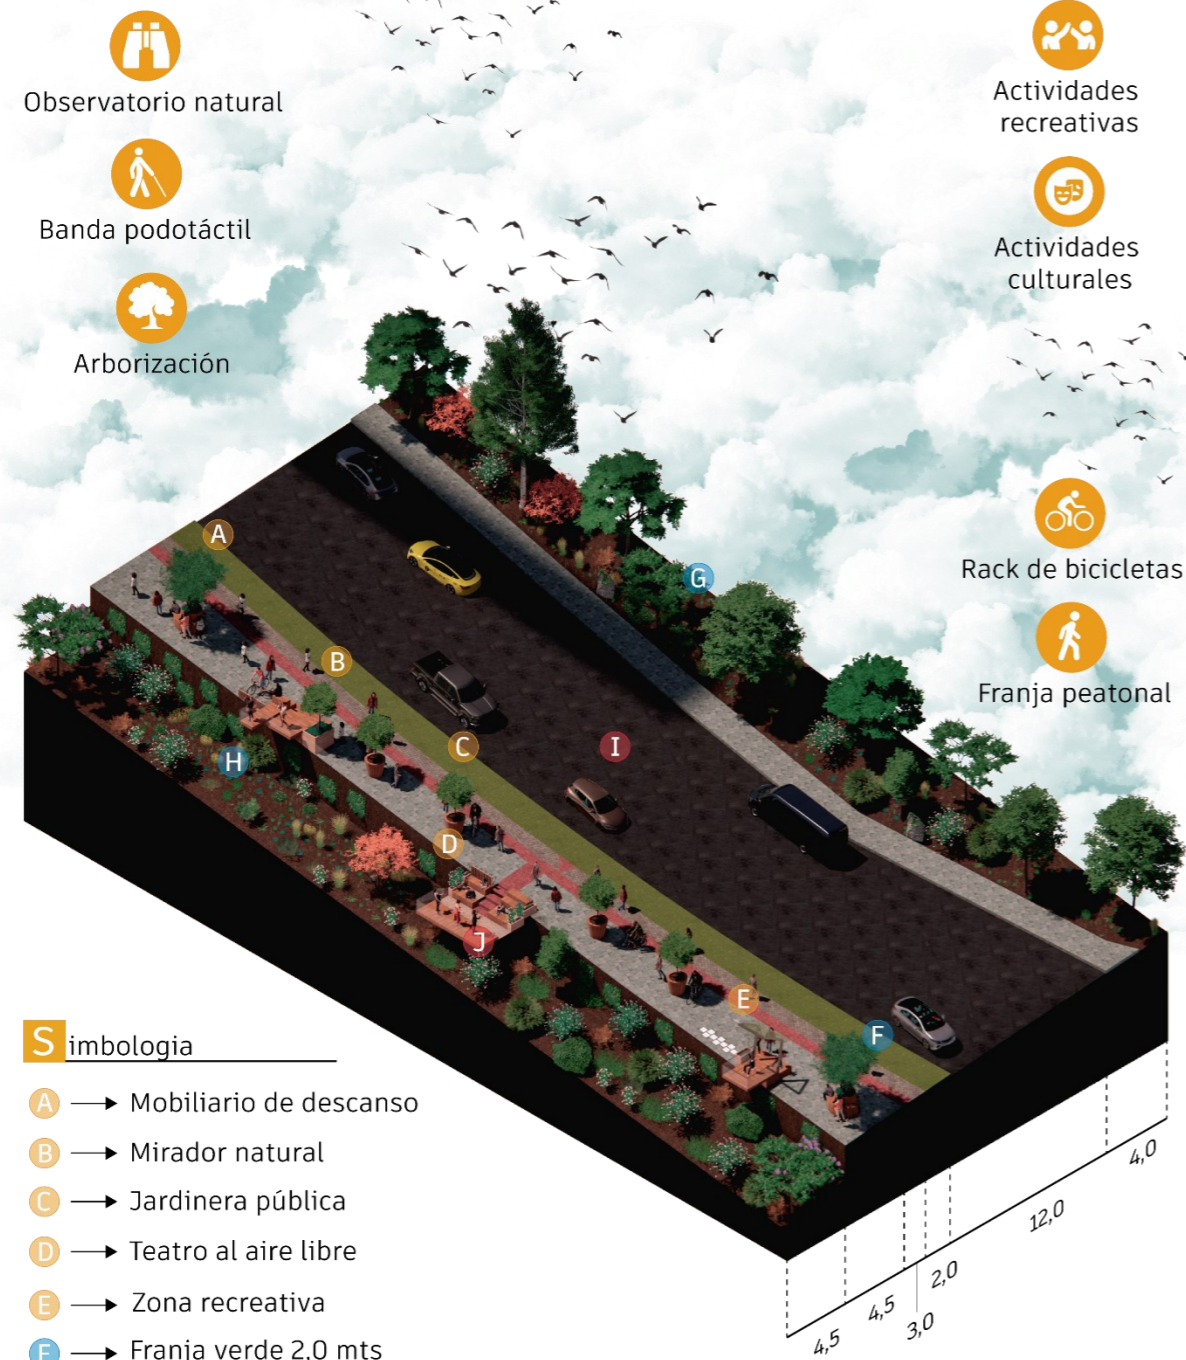 Observatorio natural
Banda podotáctil
Arborización
Actividades
recreativas
Actividades
culturales
Rack de bicicletas
Franja peatonal
A
B
C
D
E
F
G
H
I
J
Simbologia
A Mobiliario de descanso
B Mirador natural
C Jardinera pública
D Teatro al aire libre
E Zona recreativa
F Franja verde 2,0 mts
4,5
4,5
3,0
2,0
12,0
4,0